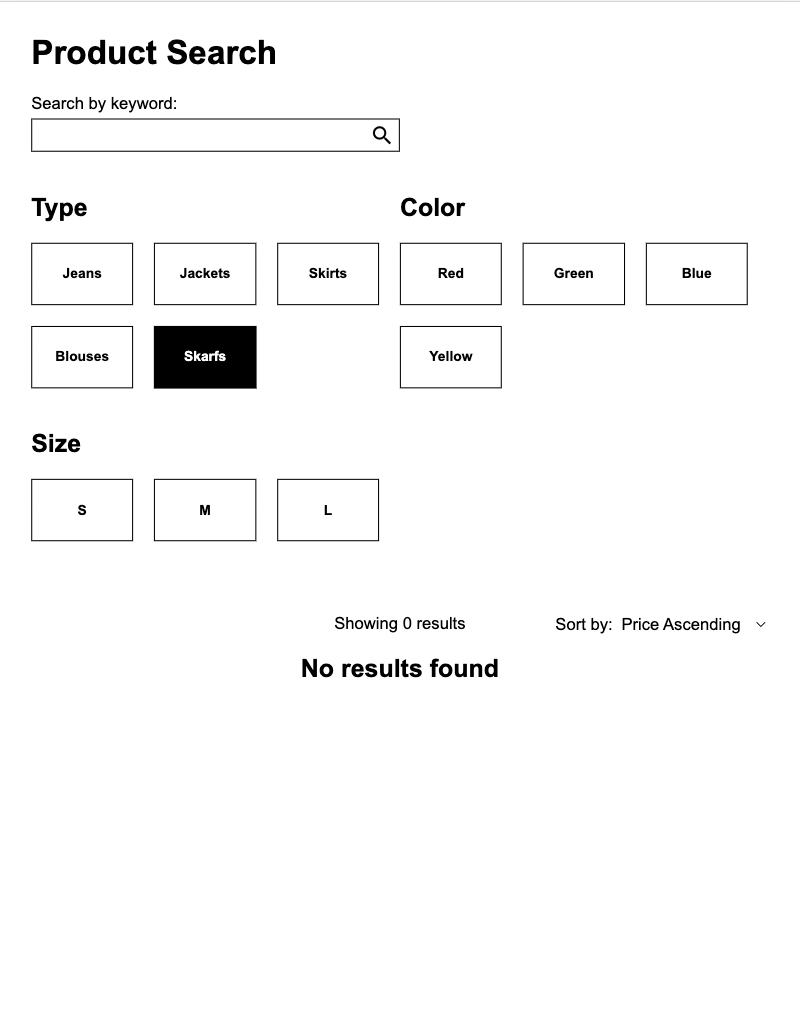 Product Search
Search by keyword:
Type
Jeans Jackets Skirts
Blouses Skarfs
Color
Red Green Blue
Yellow
Size
S M L
Showing 0 results
Sort by: Price Ascending
No results found